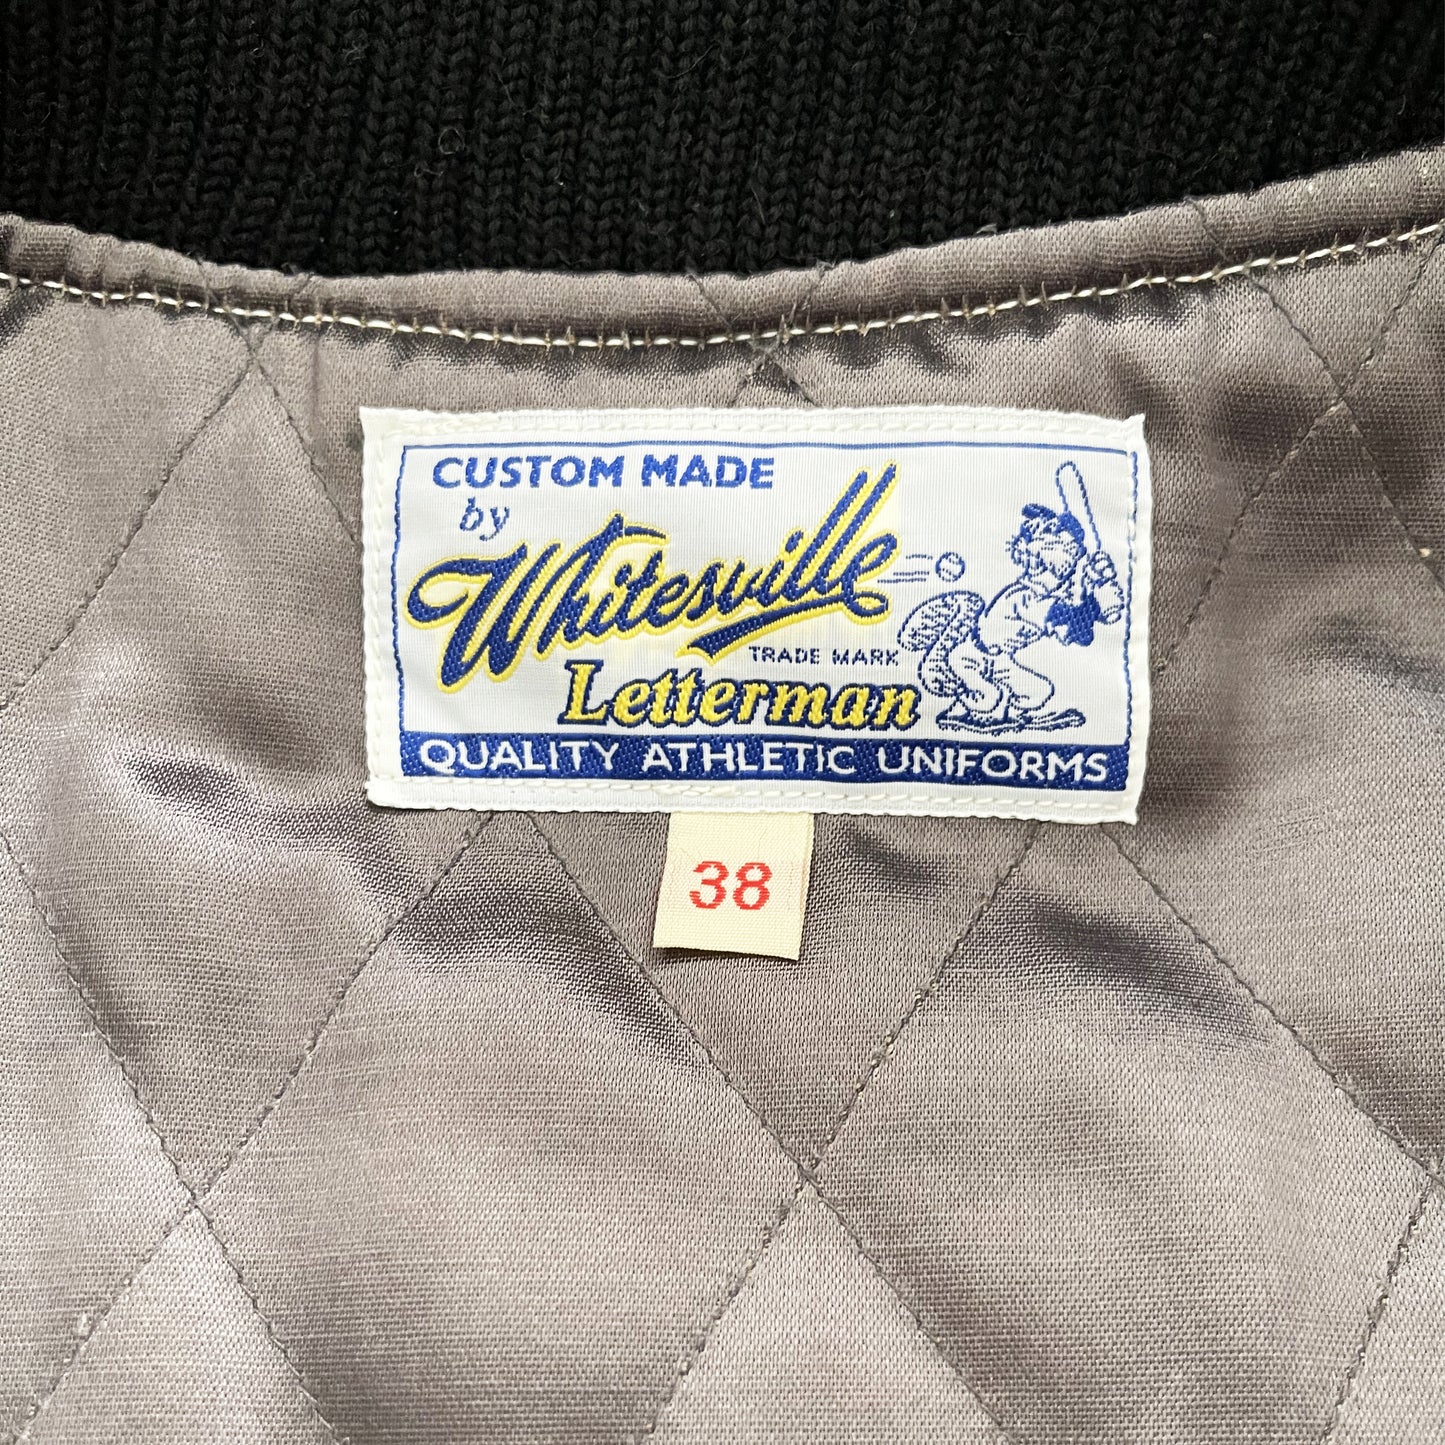 CUSTOM MADE
by
Whitesville
TRADE MARK
Letterman
QUALITY ATHLETIC UNIFORMS
38